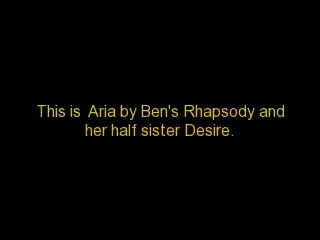 This is  Aria by Ben's Rhapsody and
her half sister Desire.